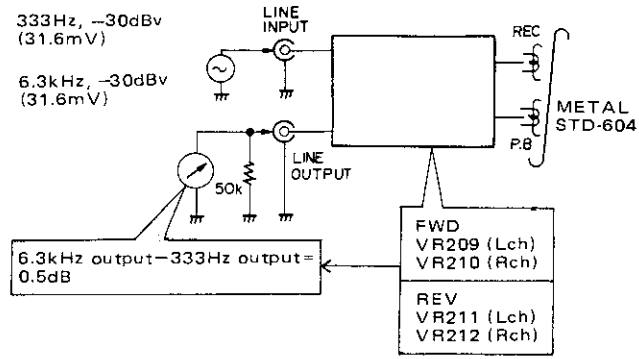 333Hz, −30dBv
(31.6mV)
6.3kHz, −30dBv
(31.6mV)
LINE
INPUT
LINE
OUTPUT
50k
REC
P.B
METAL
STD-604
FWD
VR209 (Lch)
VR210 (Rch)
REV
VR211 (Lch)
VR212 (Rch)
6.3kHz output−333Hz output=
0.5dB